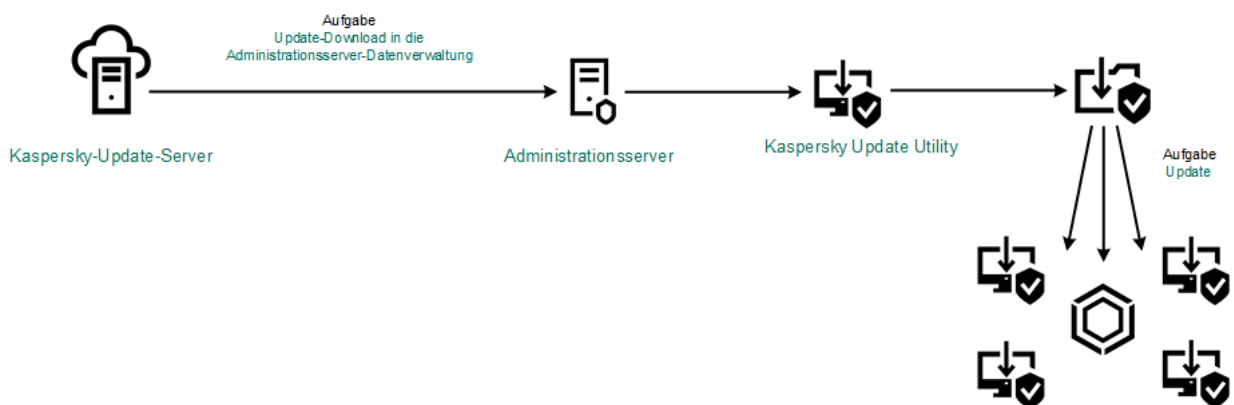 Aufgabe
Update-Download in die
Administrationsserver-Datenverwaltung
Kaspersky-Update-Server
Administrationsserver
Kaspersky Update Utility
Aufgabe
Update